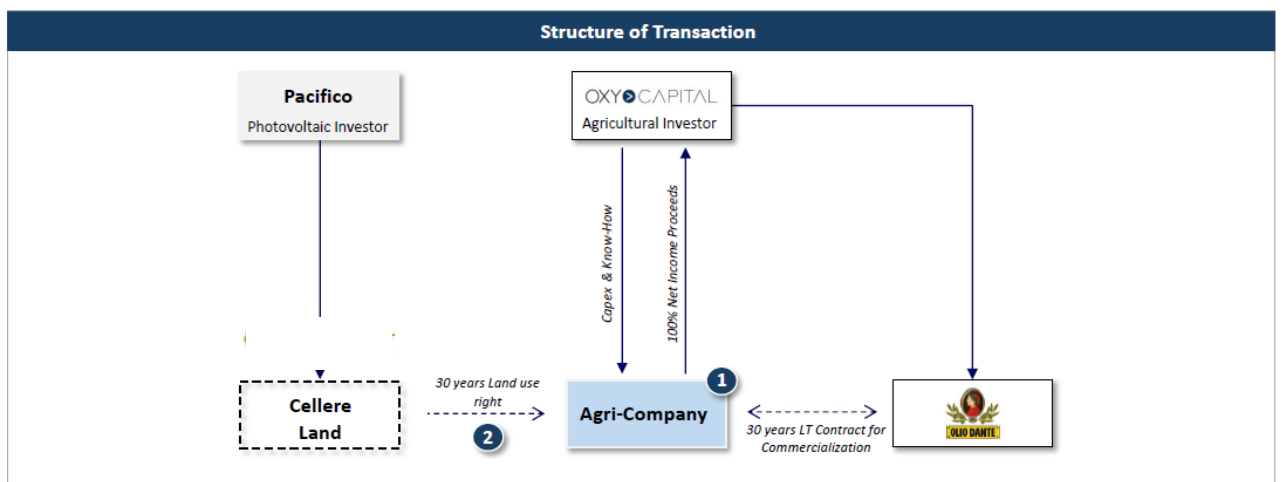 Structure of Transaction
Pacifico
Photovoltaic Investor
OXY CAPITAL
Agricultural Investor
Capex & Know-How
100% Net Income Proceeds
Cellere
Land
30 years Land use
right
2
Agri-Company
1
30 years LT Contract for
Commercialization
OLIO DANTE